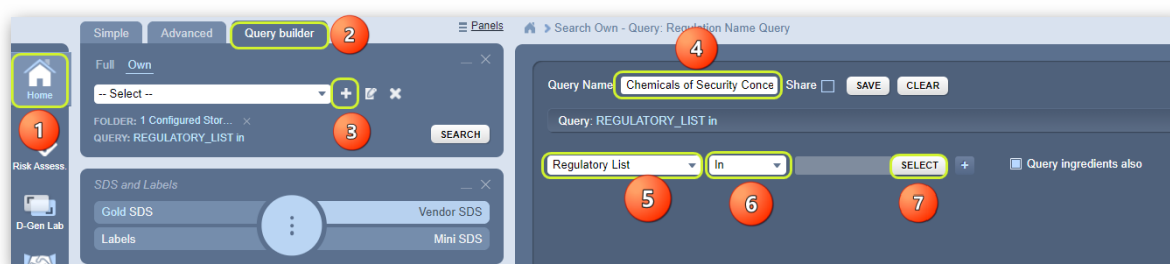 Simple
Advanced
Query builder
2
Panels
Search Own - Query: Regulation Name Query
Full
Own
4
Home
-- Select --
Query Name
Chemicals of Security Conce
Share
SAVE
CLEAR
1
FOLDER: 1 Configured Stor...
QUERY: REGULATORY_LIST in
3
SEARCH
Query: REGULATORY_LIST in
Risk Assess.
Regulatory List
In
SELECT
+
Query ingredients also
SDS and Labels
5
6
7
D-Gen Lab
Gold SDS
Vendor SDS
Labels
Mini SDS